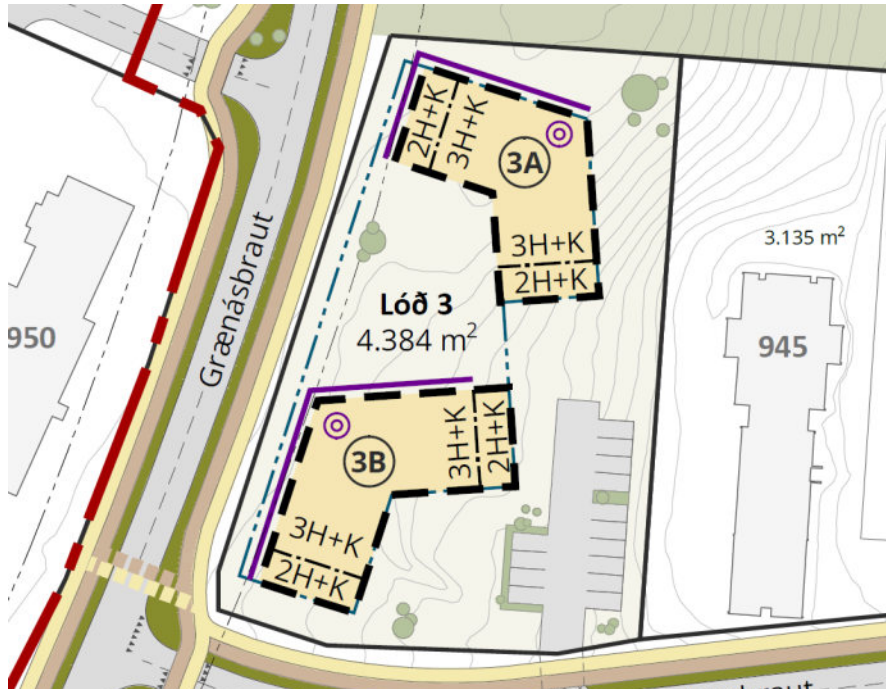 2H+K
3H+K
3A
3H+K
2H+K
3.135 m²
Grænásbraut
Lóð 3
4.384 m²
950
945
3B
3H+K
2H+K
3H+K
2H+K